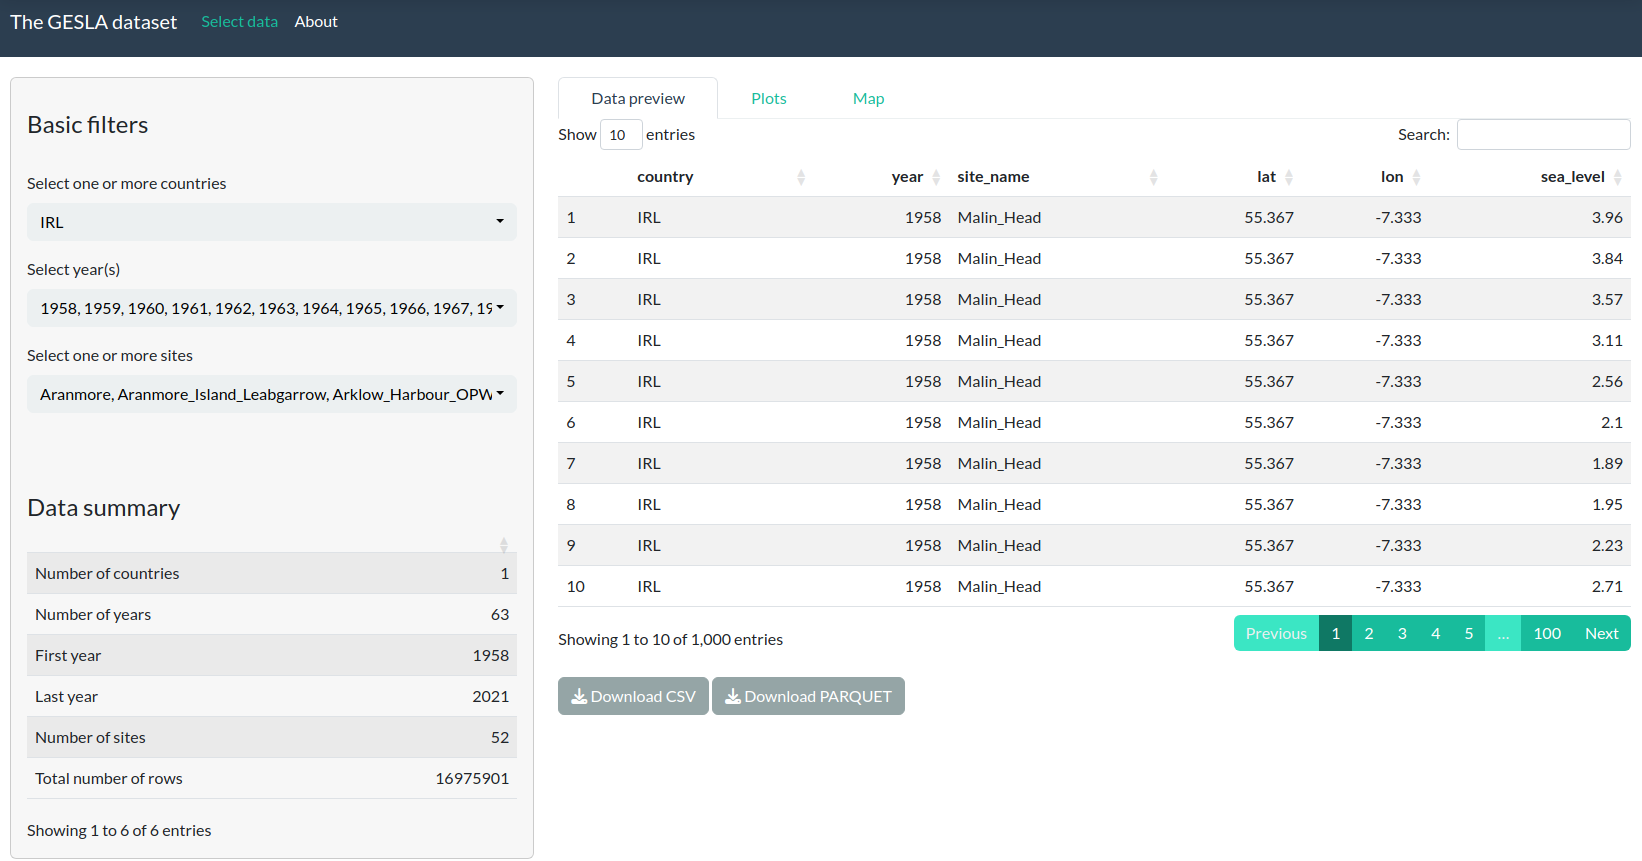 The GESLA dataset Select data About
Basic filters
Select one or more countries
IRL
Select year(s)
1958, 1959, 1960, 1961, 1962, 1963, 1964, 1965, 1966, 1967, 19
Select one or more sites
Aranmore, Aranmore_Island_Leabgarrow, Arklow_Harbour_OPW
Data summary
Number of countries 1
Number of years 63
First year 1958
Last year 2021
Number of sites 52
Total number of rows 16975901
Showing 1 to 6 of 6 entries
Data preview Plots Map
Show 10 entries Search:
country year site_name lat lon sea_level
1 IRL 1958 Malin_Head 55.367 -7.333 3.96
2 IRL 1958 Malin_Head 55.367 -7.333 3.84
3 IRL 1958 Malin_Head 55.367 -7.333 3.57
4 IRL 1958 Malin_Head 55.367 -7.333 3.11
5 IRL 1958 Malin_Head 55.367 -7.333 2.56
6 IRL 1958 Malin_Head 55.367 -7.333 2.1
7 IRL 1958 Malin_Head 55.367 -7.333 1.89
8 IRL 1958 Malin_Head 55.367 -7.333 1.95
9 IRL 1958 Malin_Head 55.367 -7.333 2.23
10 IRL 1958 Malin_Head 55.367 -7.333 2.71
Showing 1 to 10 of 1,000 entries
Previous 1 2 3 4 5 ... 100 Next
Download CSV Download PARQUET